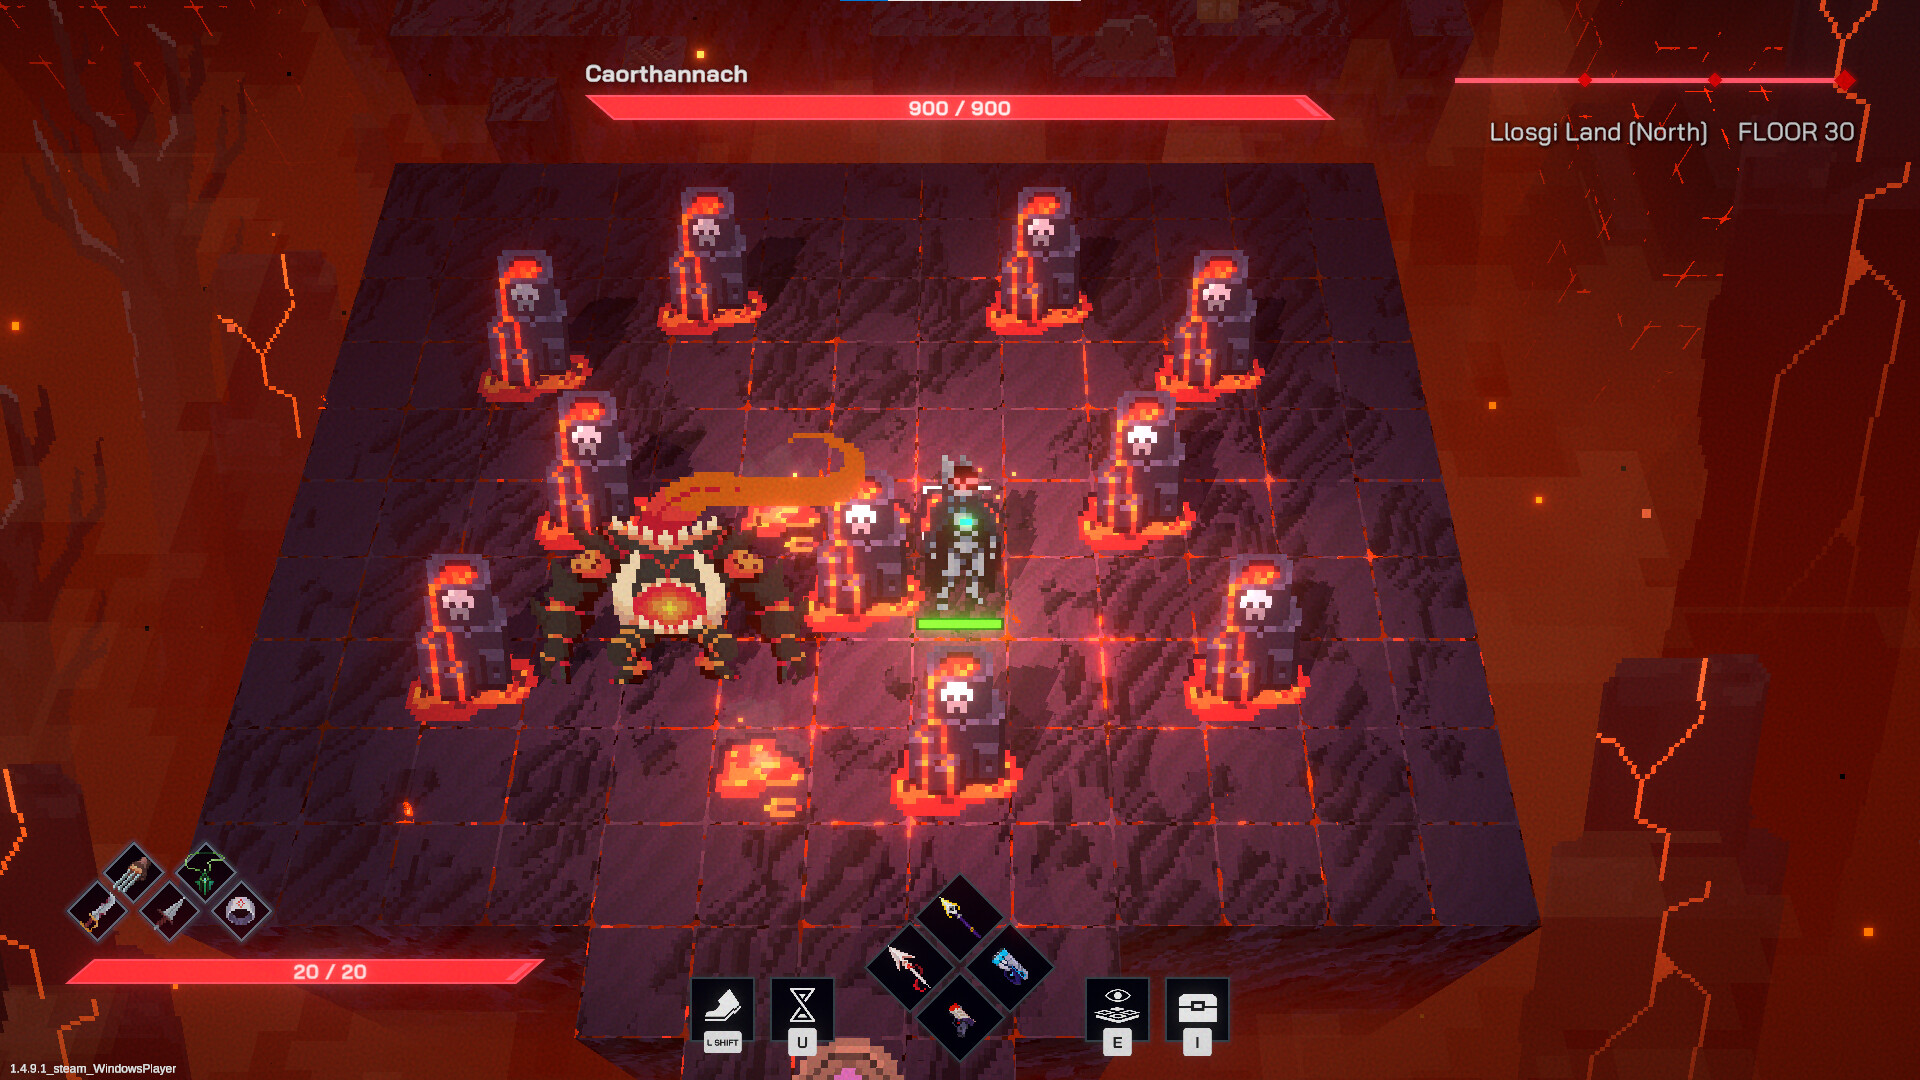 Caorthannach
900 / 900
Llosgi Land (North) FLOOR 30
20 / 20
L SHIFT
U
E
I
1.4.9.1_steam_WindowsPlayer